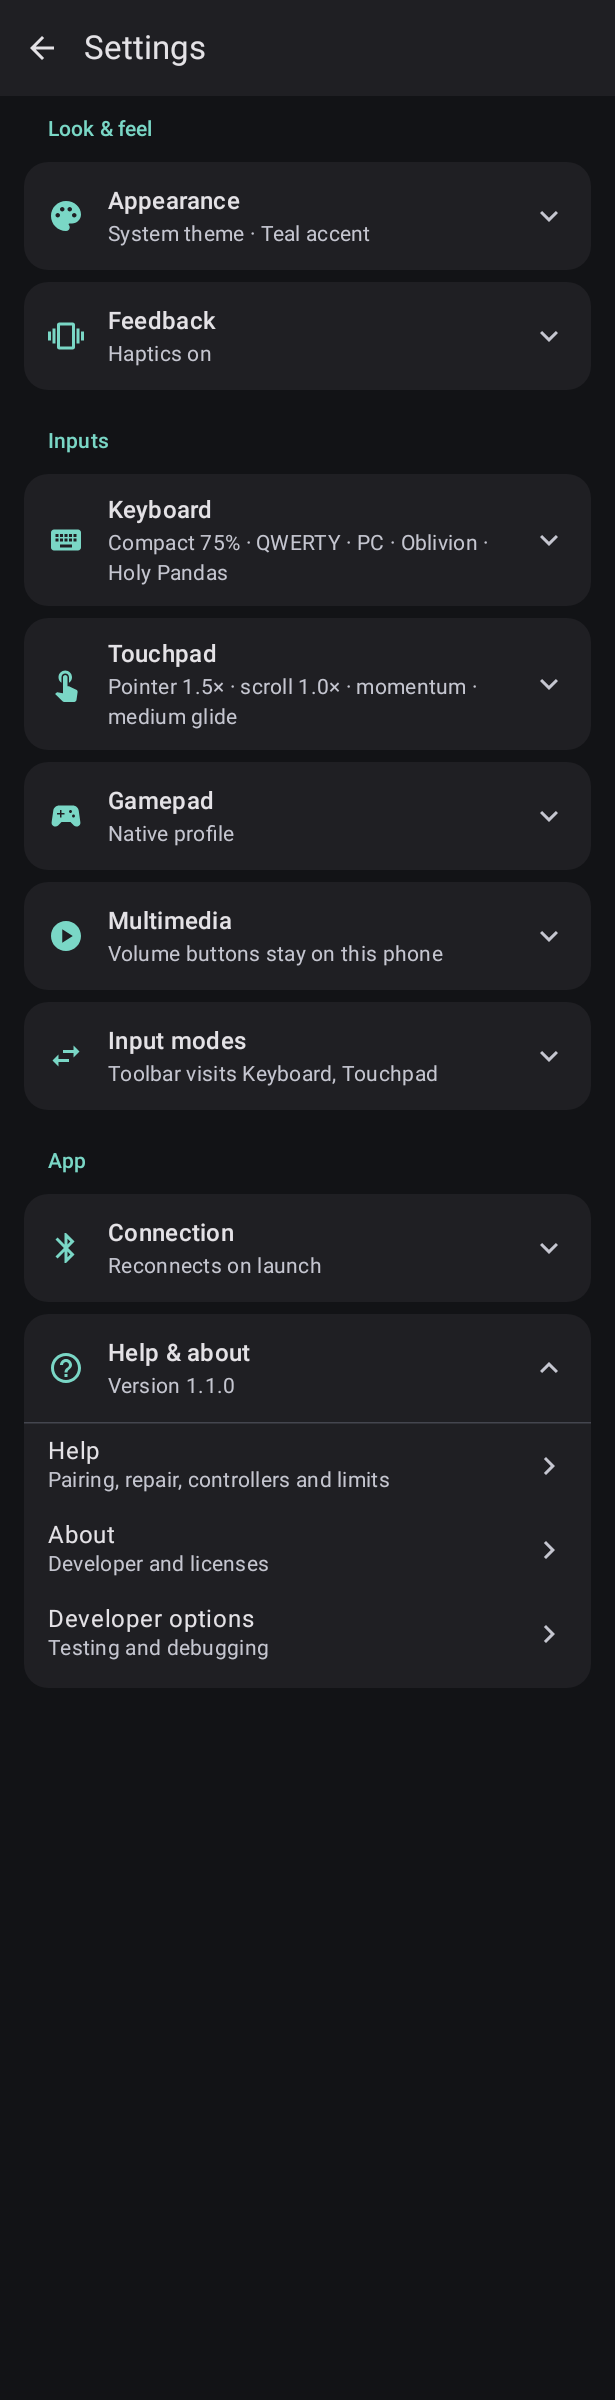 Settings
Look & feel
Appearance
System theme · Teal accent
Feedback
Haptics on
Inputs
Keyboard
Compact 75% · QWERTY · PC · Oblivion ·
Holy Pandas
Touchpad
Pointer 1.5× · scroll 1.0× · momentum ·
medium glide
Gamepad
Native profile
Multimedia
Volume buttons stay on this phone
Input modes
Toolbar visits Keyboard, Touchpad
App
Connection
Reconnects on launch
Help & about
Version 1.1.0
Help
Pairing, repair, controllers and limits
About
Developer and licenses
Developer options
Testing and debugging